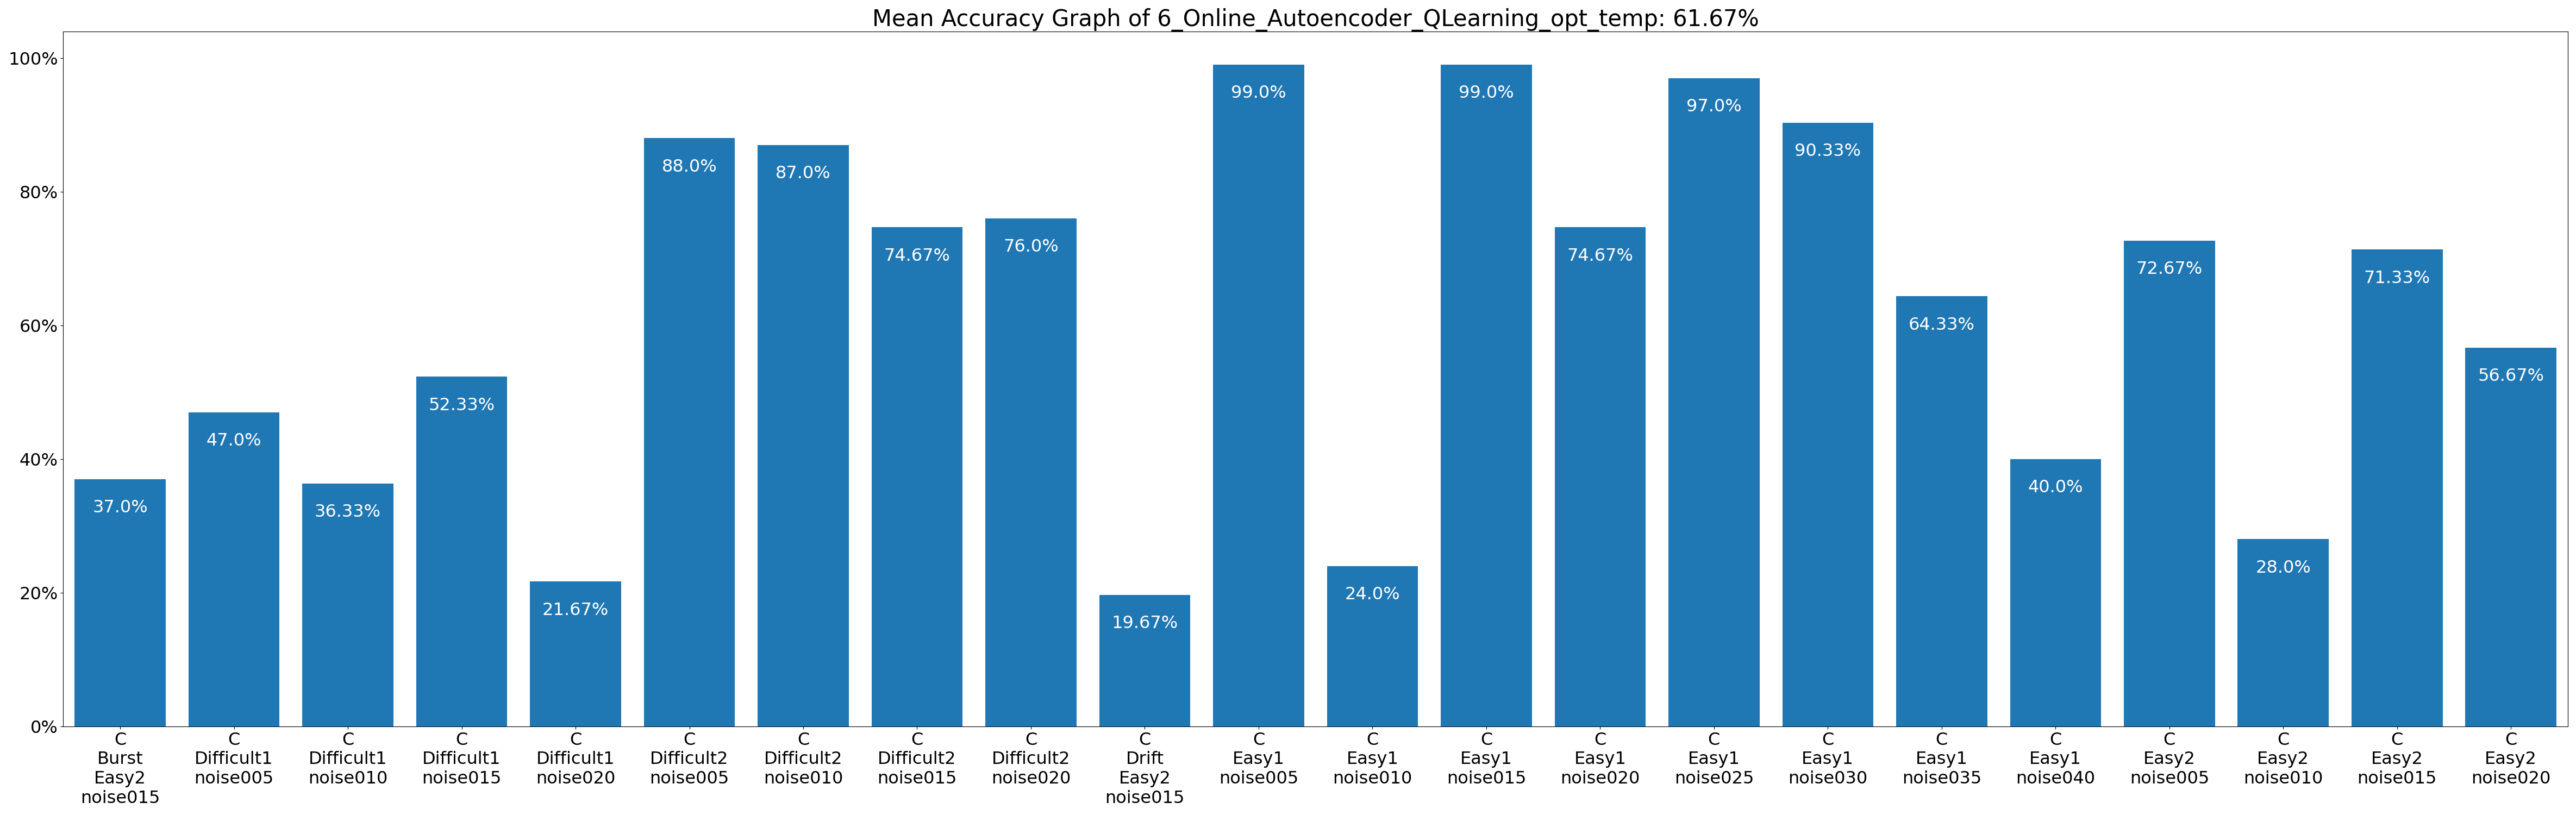 Mean Accuracy Graph of 6_Online_Autoencoder_QLearning_opt_temp: 61.67%
100%
80%
60%
40%
20%
0%
37.0%
47.0%
36.33%
52.33%
21.67%
88.0%
87.0%
74.67%
76.0%
19.67%
99.0%
24.0%
99.0%
74.67%
97.0%
90.33%
64.33%
40.0%
72.67%
28.0%
71.33%
56.67%
C
Burst
Easy2
noise015
C
Difficult1
noise005
C
Difficult1
noise010
C
Difficult1
noise015
C
Difficult1
noise020
C
Difficult2
noise005
C
Difficult2
noise010
C
Difficult2
noise015
C
Difficult2
noise020
C
Drift
Easy2
noise015
C
Easy1
noise005
C
Easy1
noise010
C
Easy1
noise015
C
Easy1
noise020
C
Easy1
noise025
C
Easy1
noise030
C
Easy1
noise035
C
Easy1
noise040
C
Easy2
noise005
C
Easy2
noise010
C
Easy2
noise015
C
Easy2
noise020